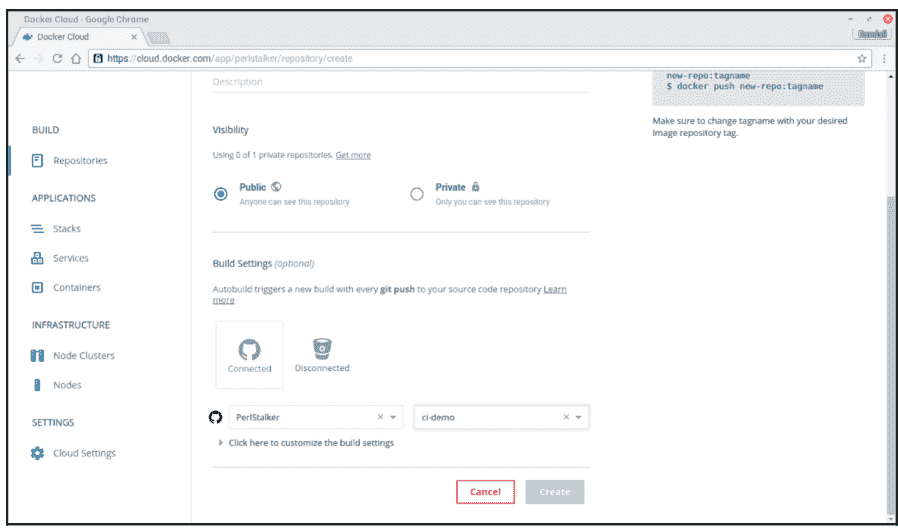 Docker Cloud - Google Chrome
Docker Cloud
Randall
https://cloud.docker.com/app/perlstalker/repository/create
BUILD
Repositories
APPLICATIONS
Stacks
Services
Containers
INFRASTRUCTURE
Node Clusters
Nodes
SETTINGS
Cloud Settings
Description
Visibility
Using 0 of 1 private repositories. Get more
Public
Anyone can see this repository
Private
Only you can see this repository
Build Settings (optional)
Autobuild triggers a new build with every git push to your source code repository Learn
more
Connected
Disconnected
PerlStalker
ci-demo
Click here to customize the build settings
Cancel
Create
new-repo:tagname
$ docker push new-repo:tagname
Make sure to change tagname with your desired
image repository tag.